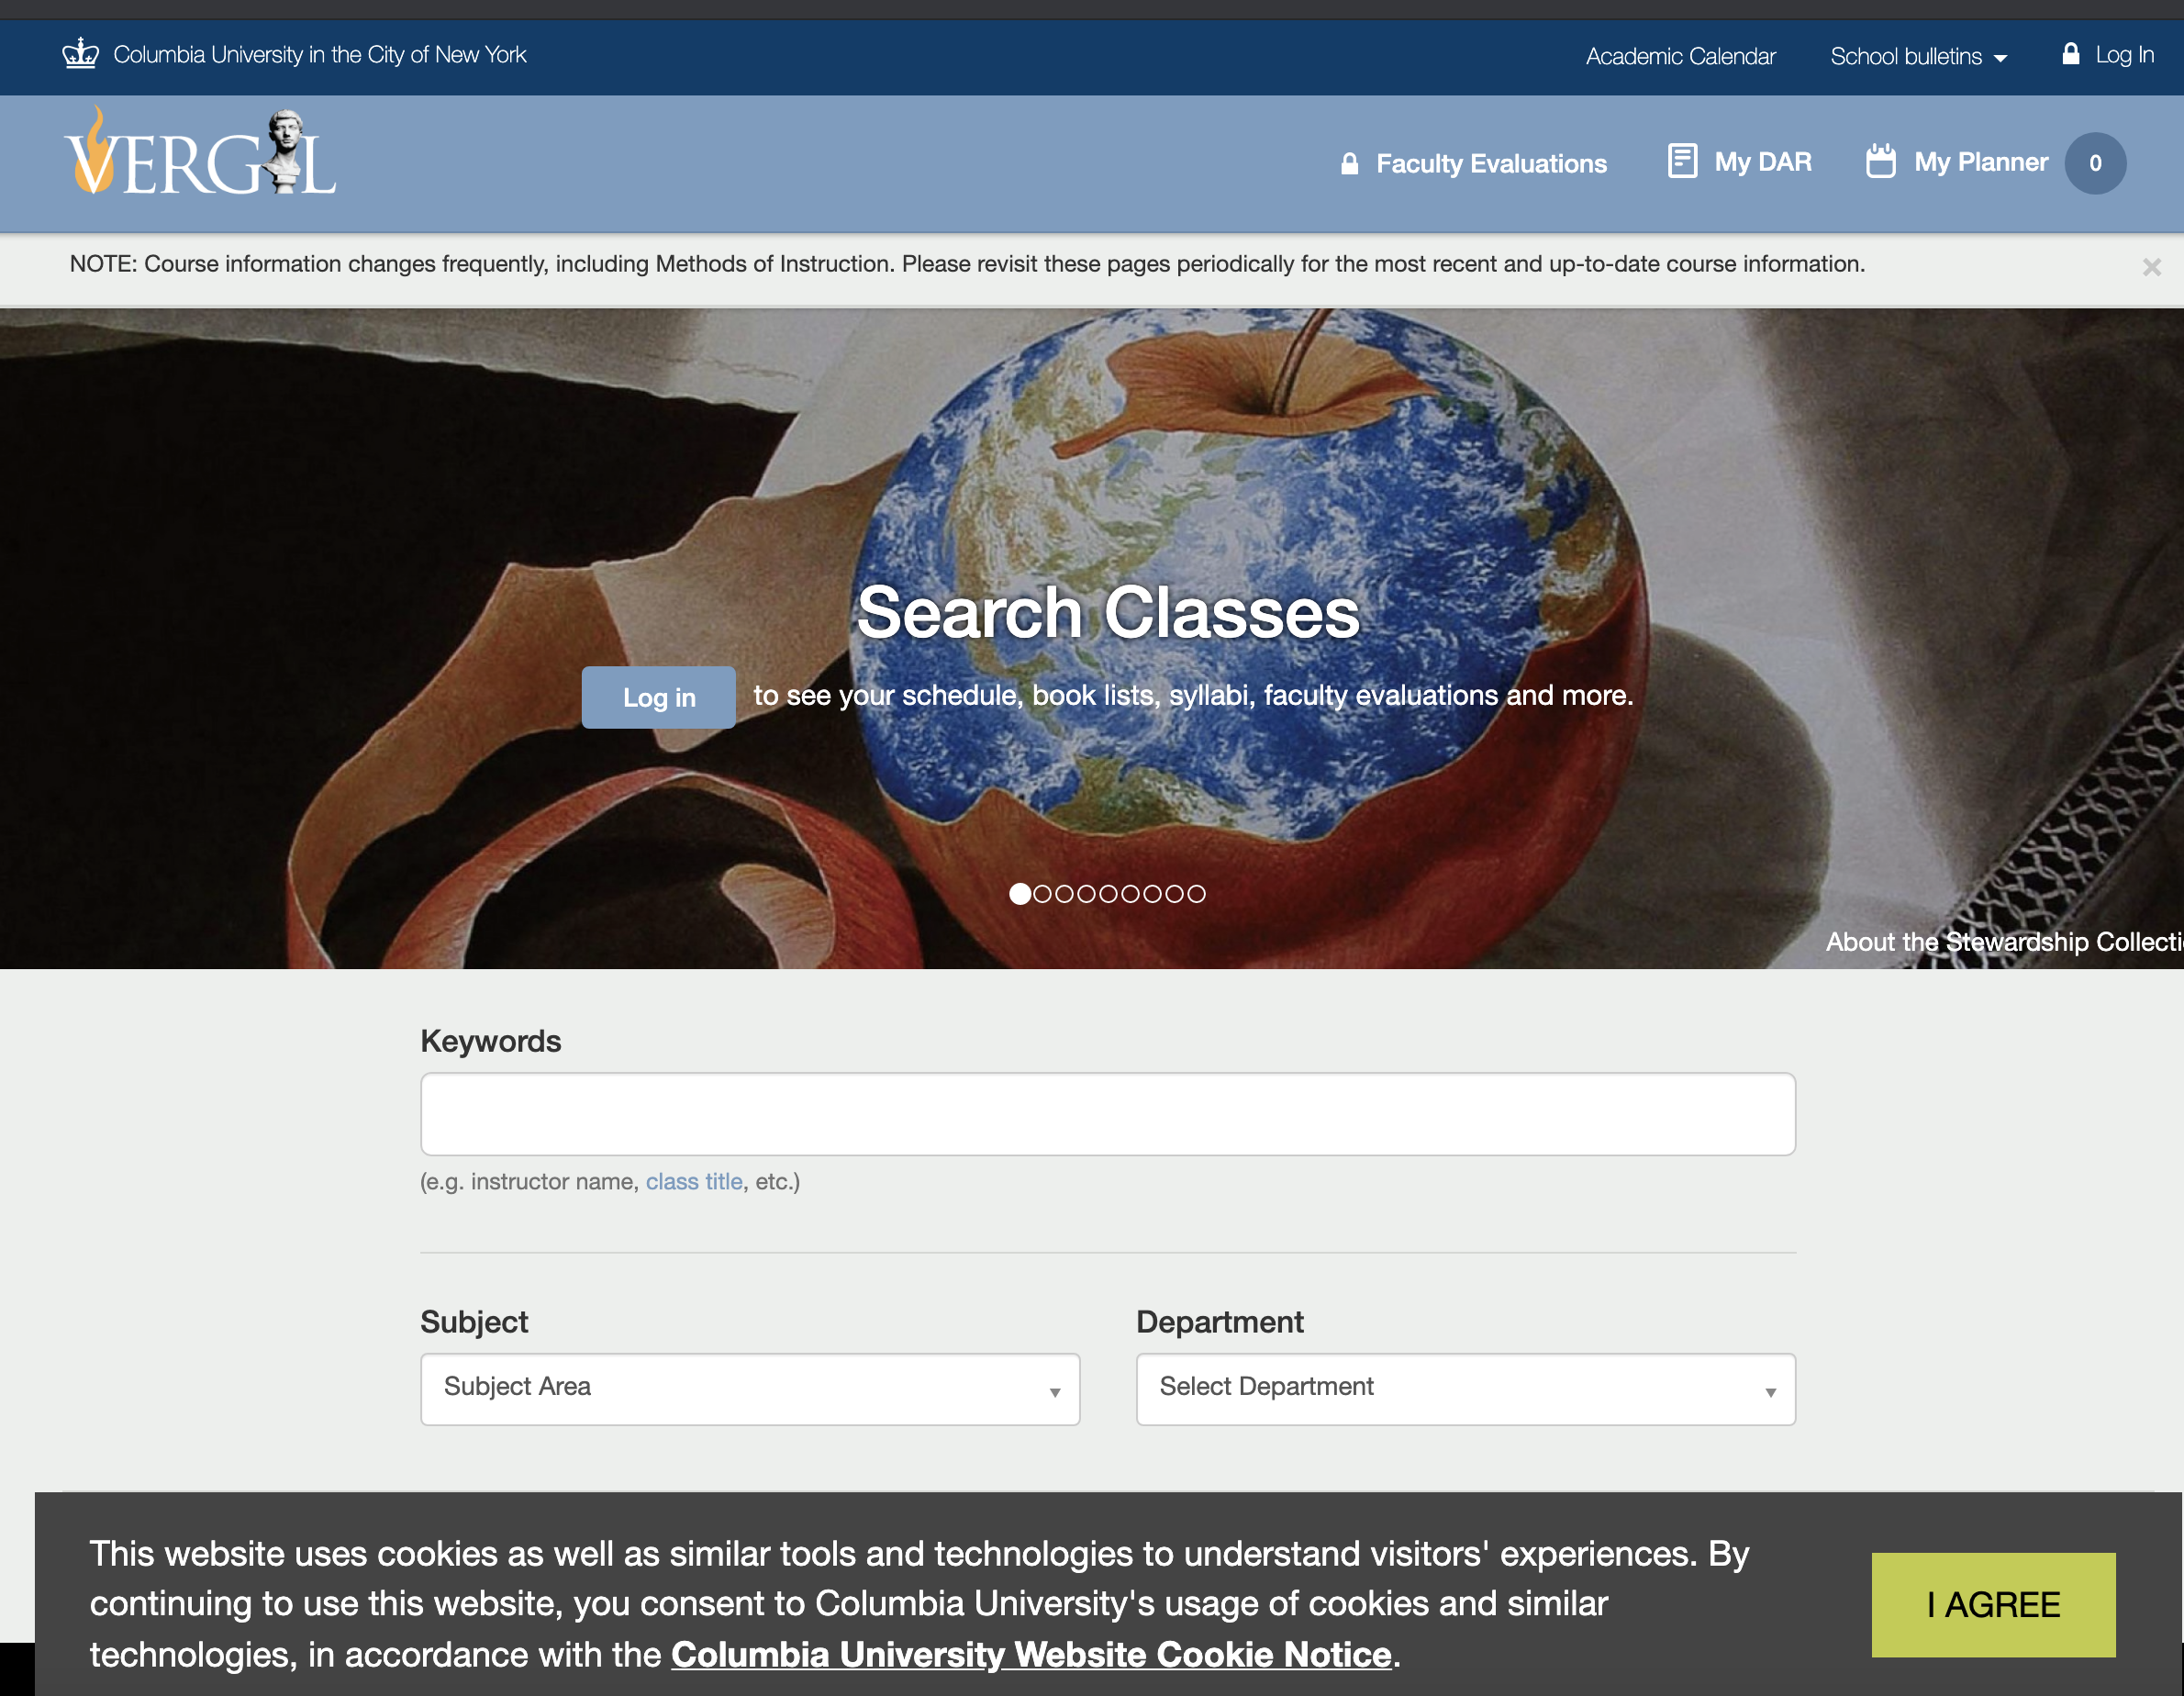 Columbia University in the City of New York
Academic Calendar
School bulletins
Log In
VERGIL
Faculty Evaluations
My DAR
My Planner
0
NOTE: Course information changes frequently, including Methods of Instruction. Please revisit these pages periodically for the most recent and up-to-date course information.
Search Classes
Log in to see your schedule, book lists, syllabi, faculty evaluations and more.
About the Stewardship Collecti
Keywords
(e.g. instructor name, class title, etc.)
Subject
Department
Subject Area
Select Department
This website uses cookies as well as similar tools and technologies to understand visitors' experiences. By
continuing to use this website, you consent to Columbia University's usage of cookies and similar
technologies, in accordance with the Columbia University Website Cookie Notice.
I AGREE